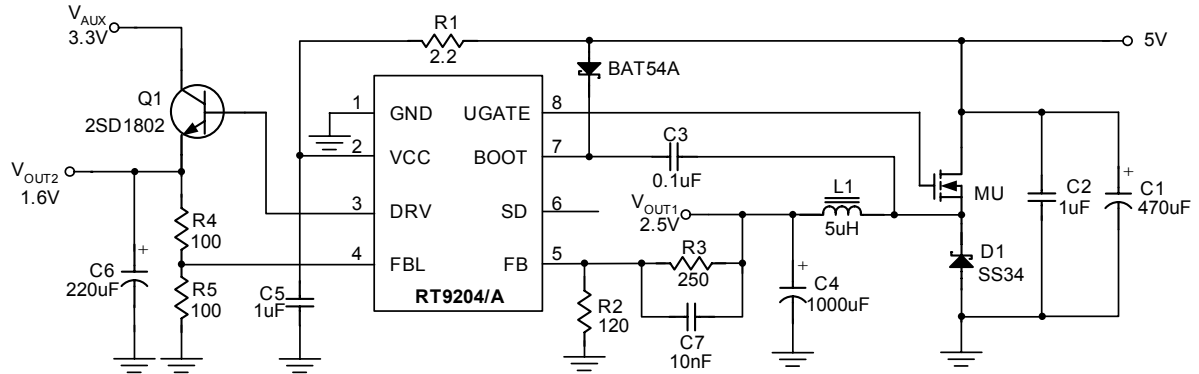 VAUX
3.3V
R1
2.2
5V
BAT54A
Q1
2SD1802
1 GND UGATE 8
2 VCC BOOT 7
3 DRV SD 6
4 FBL FB 5
RT9204/A
C3
0.1uF
MU
C2
1uF
+
C1
470uF
VOUT2
1.6V
R4
100
R5
100
+
C6
220uF
C5
1uF
VOUT1
2.5V
L1
5uH
R3
250
C7
10nF
R2
120
+
C4
1000uF
D1
SS34